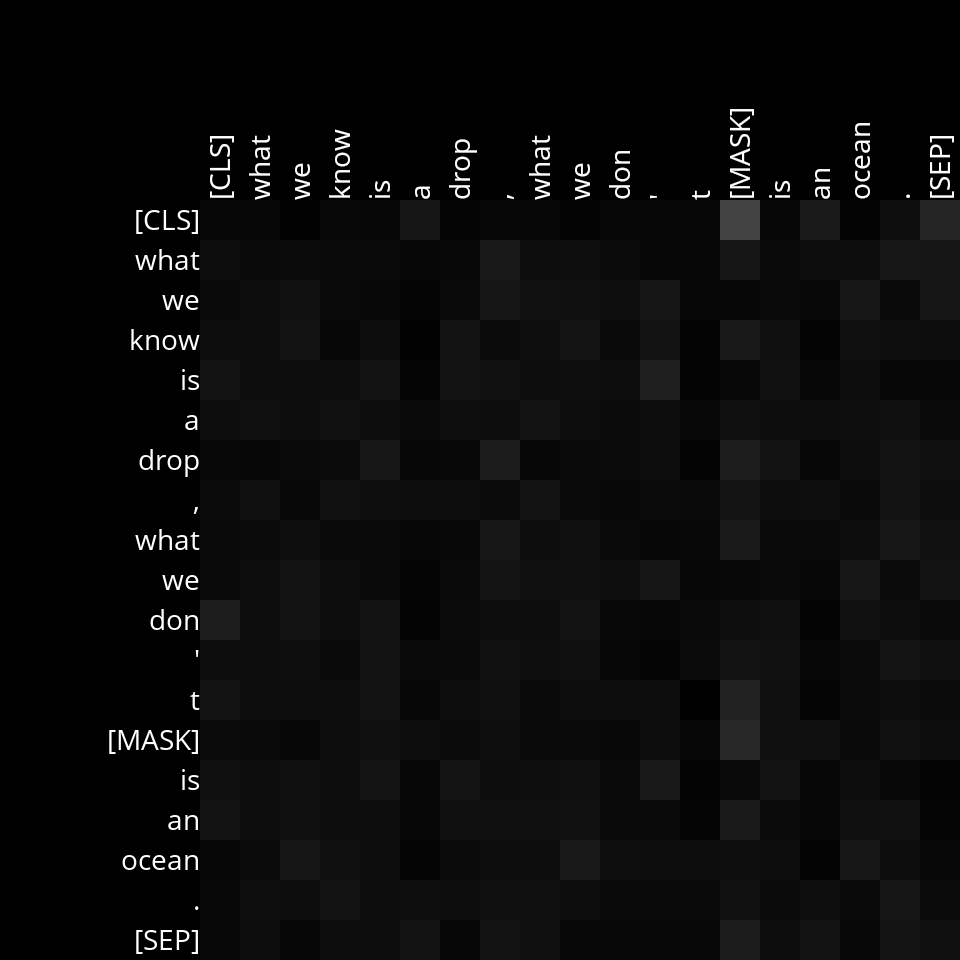 [CLS] what we know is a drop , what we don ' t [MASK] is an ocean . [SEP]
[CLS]
what
we
know
is
a
drop
,
what
we
don
'
t
[MASK]
is
an
ocean
.
[SEP]